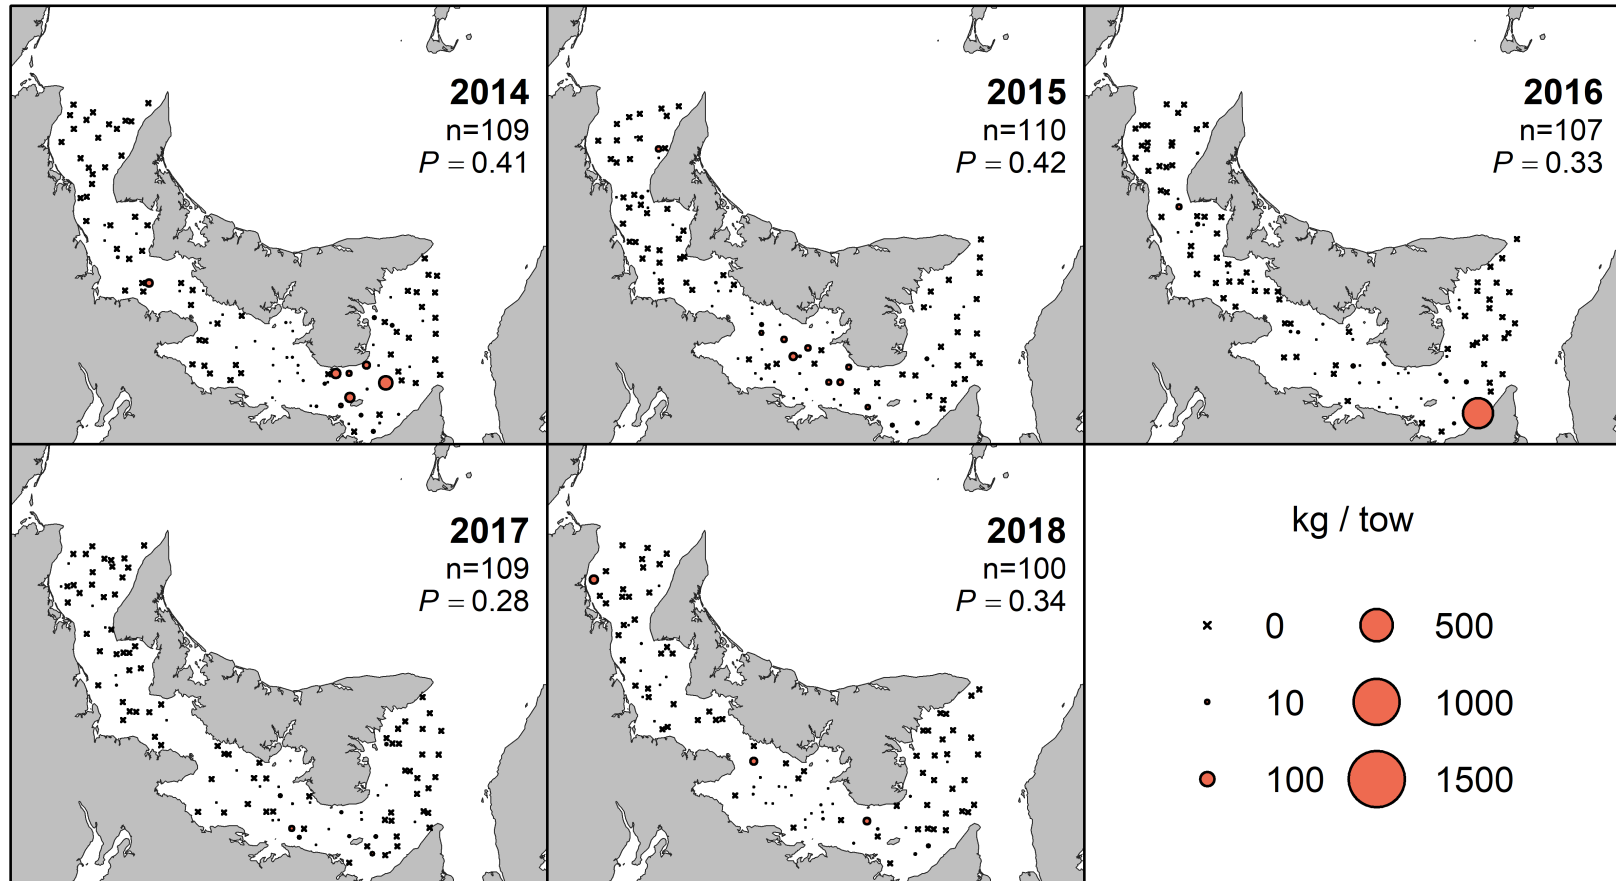 2014
n=109
P = 0.41
2015
n=110
P = 0.42
2016
n=107
P = 0.33
2017
n=109
P = 0.28
2018
n=100
P = 0.34
kg / tow
0 500
10 1000
100 1500